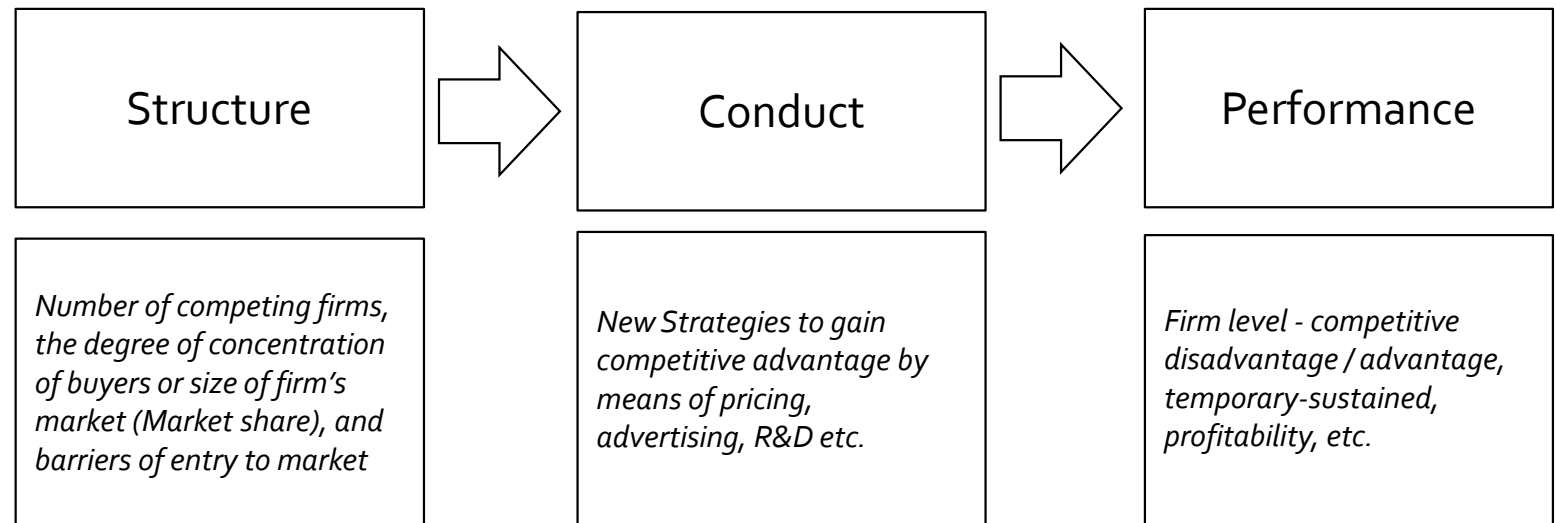 Structure
Conduct
Performance
Number of competing firms,
the degree of concentration
of buyers or size of firm's
market (Market share), and
barriers of entry to market
New Strategies to gain
competitive advantage by
means of pricing,
advertising, R&D etc.
Firm level - competitive
disadvantage / advantage,
temporary-sustained,
profitability, etc.